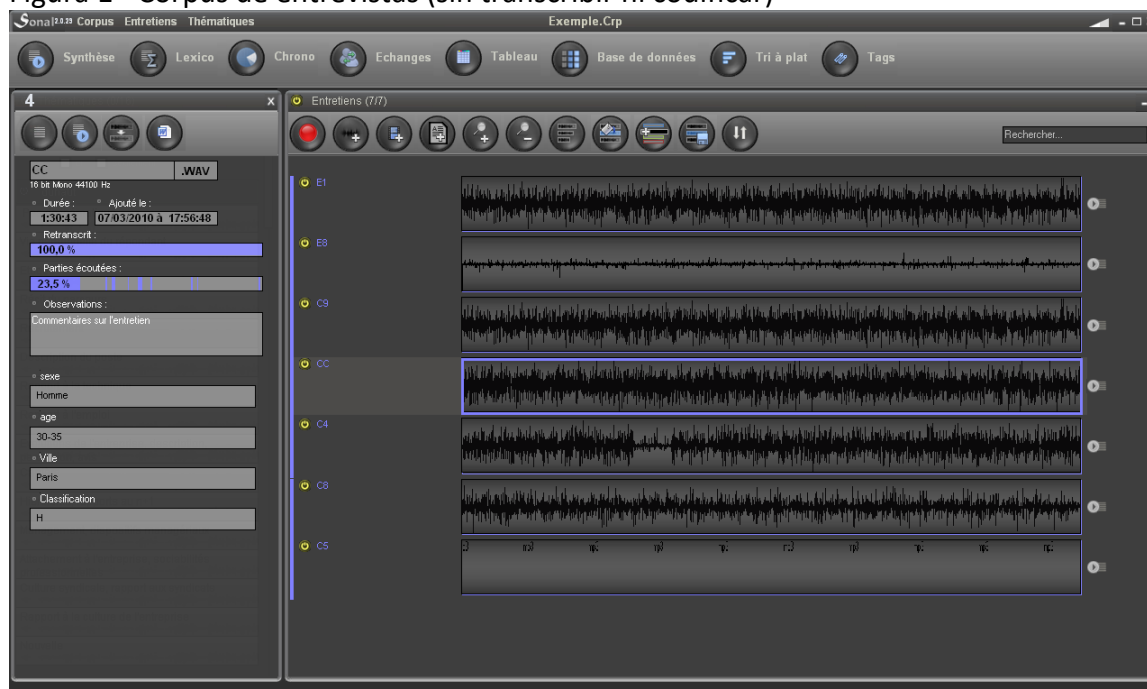 Figura 1 - Corpus de entrevistas (sin transcribir ni codificar)
Sonal 2.0.29 Corpus Entretiens Thématiques Exemple.Crp
Synthèse Lexico Chrono Echanges Tableau Base de données Tri à plat Tags
4 x
Entretiens (7/7)
Rechercher...
CC .WAV
16 bit Mono 44100 Hz
Durée : Ajouté le :
1:30:43 07/03/2010 à 17:56:48
Retranscrit :
100,0 %
Parties écoutées :
23,5 %
Observations :
Commentaires sur l'entretien
sexe
Homme
age
30-35
Ville
Paris
Classification
H
E1
E8
C9
CC
C4
C8
C5